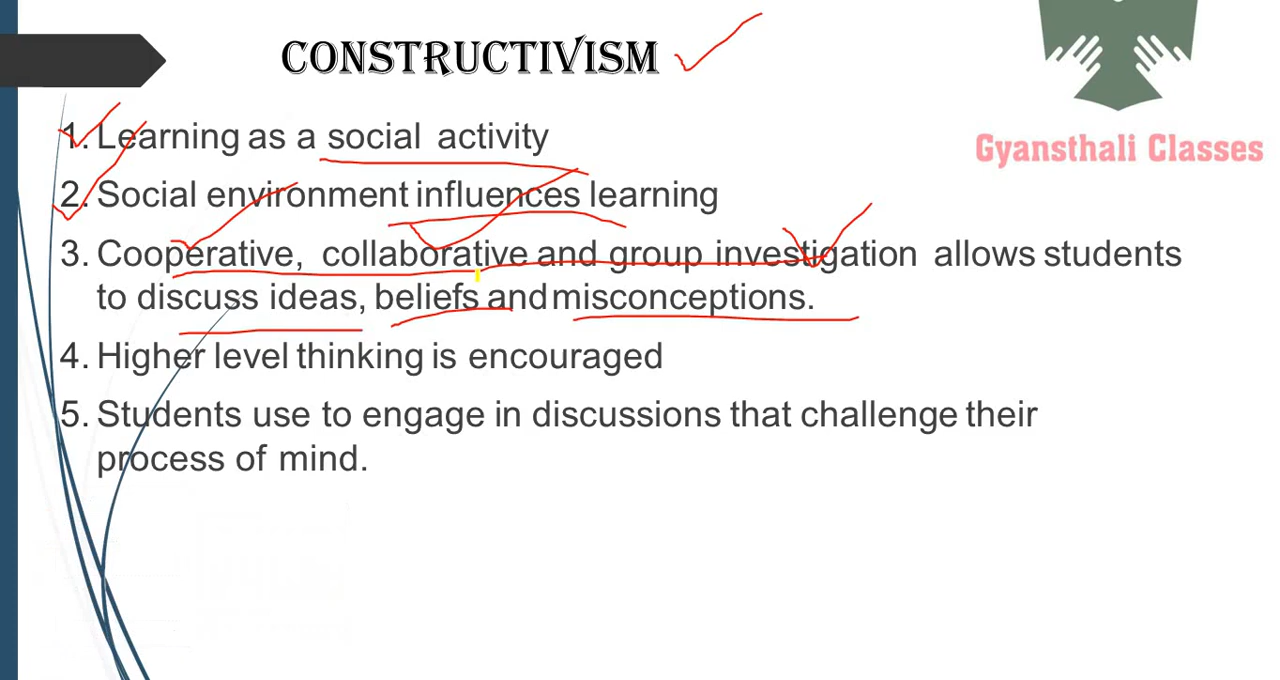 CONSTRUCTIVISM
Gyansthali Classes
1. Learning as a social activity
2. Social environment influences learning
3. Cooperative, collaborative and group investigation allows students
to discuss ideas, beliefs and misconceptions.
4. Higher level thinking is encouraged
5. Students use to engage in discussions that challenge their
process of mind.